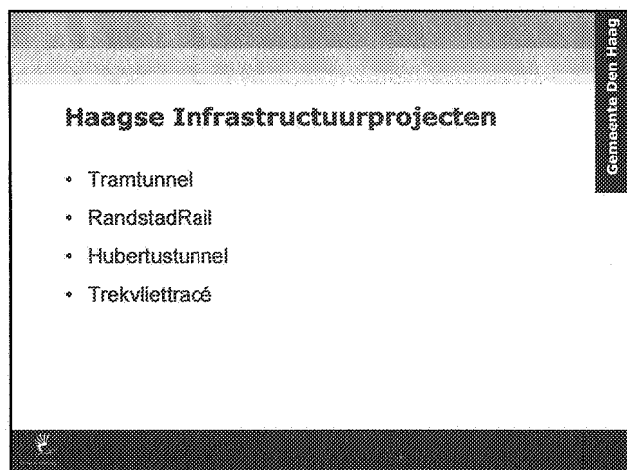 Gemeente Den Haag
Haagse Infrastructuurprojecten
• Tramtunnel
• RandstadRail
• Hubertustunnel
• Trekvliettracé